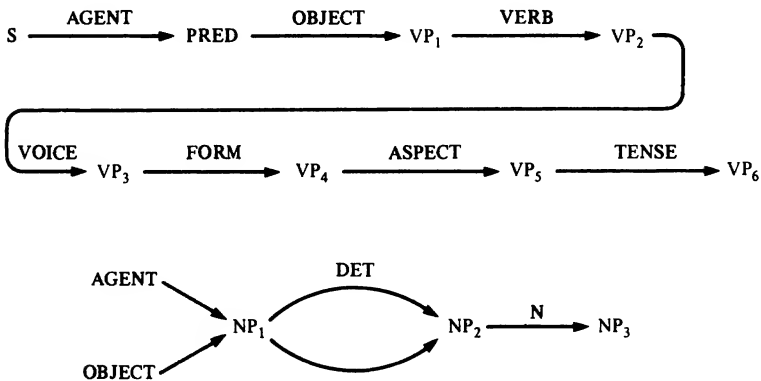 AGENT OBJECT VERB
S PRED VP₁ VP₂
VOICE FORM ASPECT TENSE
VP₃ VP₄ VP₅ VP₆
AGENT DET
NP₁ NP₂ N NP₃
OBJECT